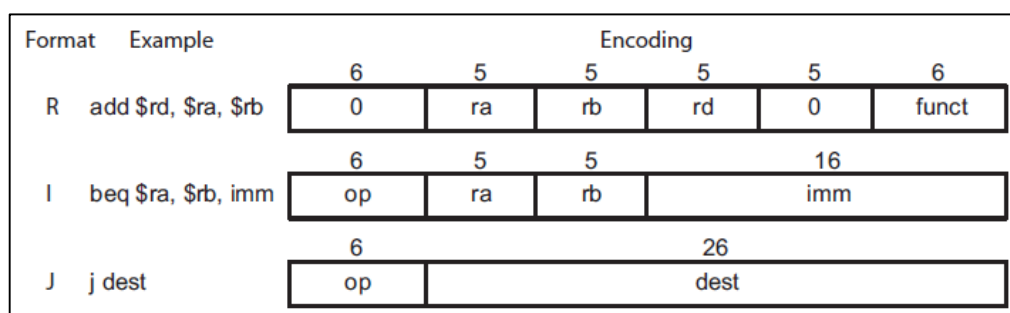 Format Example Encoding
6 5 5 5 5 6
R add $rd, $ra, $rb 0 ra rb rd 0 funct
6 5 5 16
I beq $ra, $rb, imm op ra rb imm
6 26
J j dest op dest